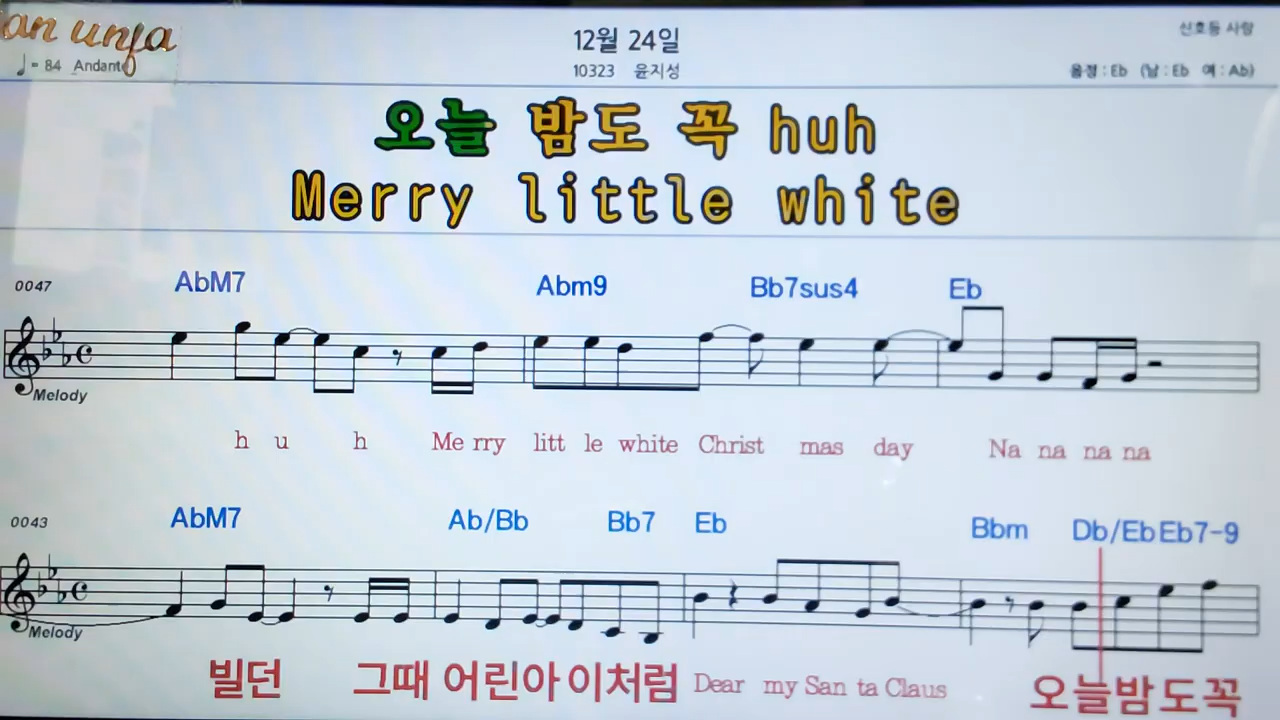 an unfa
12월 24일
신호등 사랑
♩= 84 Andante
10323 윤지성
음정 : Eb (남 : Eb 여 : Ab)
오늘 밤도 꼭 huh
Merry little white
0047 AbM7 Abm9 Bb7sus4 Eb
Melody
h u h Me rry litt le white Christ mas day Na na na na
0043 AbM7 Ab/Bb Bb7 Eb Bbm Db/Eb Eb7-9
Melody
빌던 그때 어린아 이처럼 Dear my San ta Claus 오늘밤도꼭